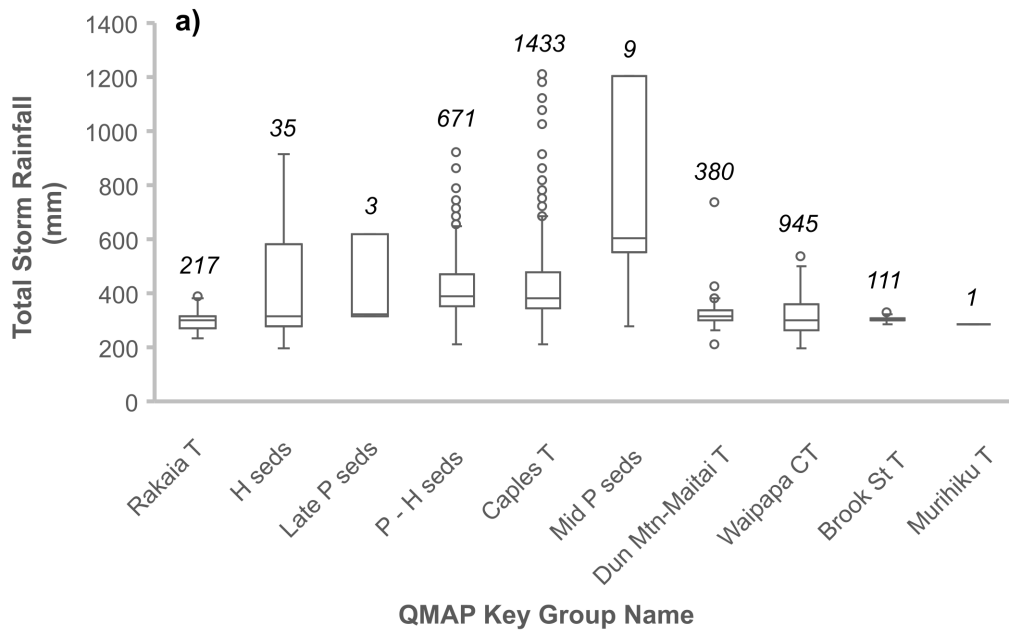 a)
Total Storm Rainfall
(mm)
1400
1200
1000
800
600
400
200
0
217
35
3
671
1433
9
380
945
111
1
Rakaia T
H seds
Late P seds
P - H seds
Caples T
Mid P seds
Dun Mtn-Maitai T
Waipapa CT
Brook St T
Murihiku T
QMAP Key Group Name